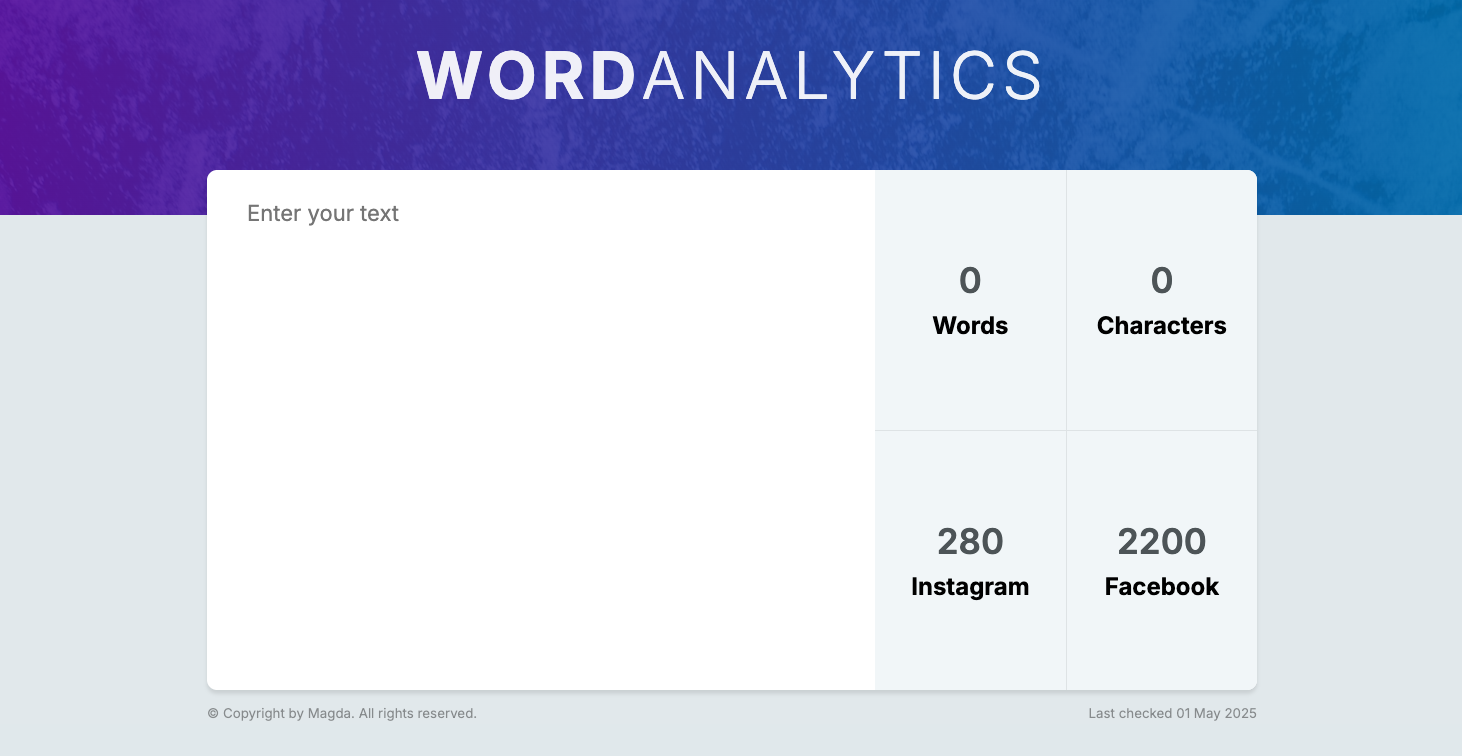 WORDANALYTICS
Enter your text
0
Words
0
Characters
280
Instagram
2200
Facebook
© Copyright by Magda. All rights reserved.
Last checked 01 May 2025